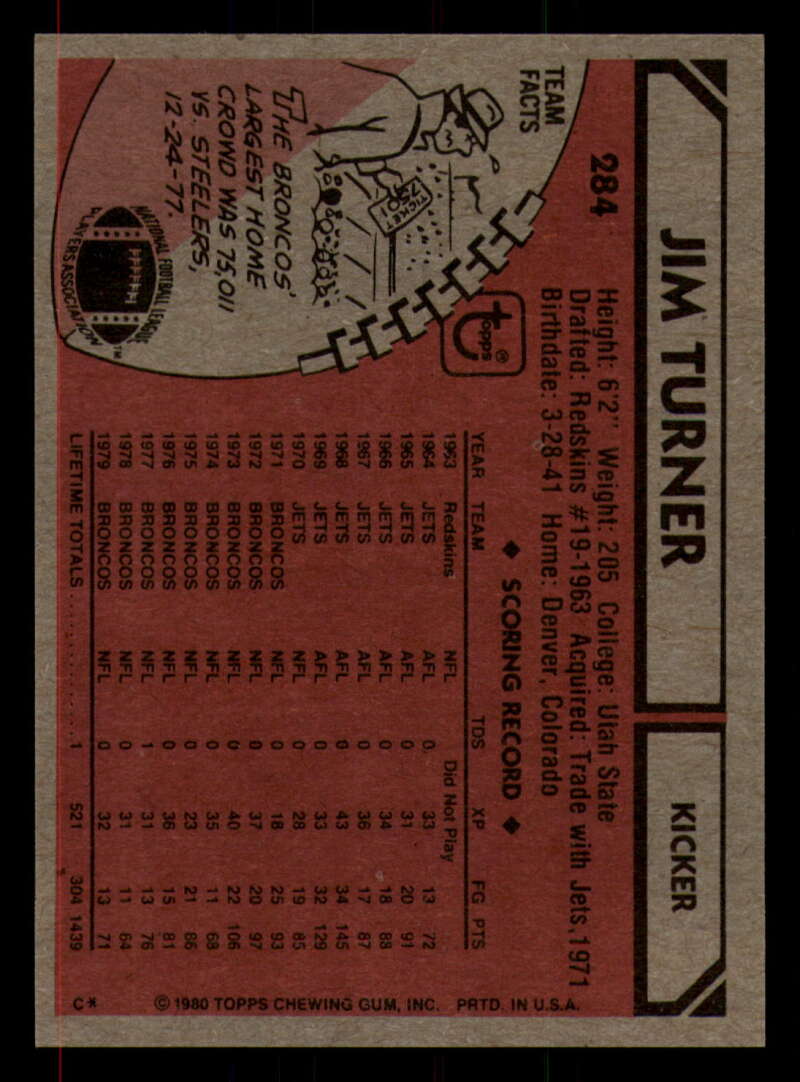 JIM TURNER
KICKER
284
Height: 6'2" Weight: 205 College: Utah State
Drafted: Redskins #19-1963 Acquired: Trade with Jets, 1971
Birthdate: 3-28-41 Home: Denver, Colorado
TEAM
FACTS
TICKET
7501
THE BRONCOS'
LARGEST HOME
CROWD WAS 75,011
VS. STEELERS,
12-24-77.
NATIONAL FOOTBALL LEAGUE
PLAYERS ASSOCIATION
TM
topps®
◆ SCORING RECORD ◆
YEAR TEAM TDS XP FG PTS
1963 Redskins NFL Did Not Play
1964 JETS AFL 0 33 13 72
1965 JETS AFL 0 31 20 91
1966 JETS AFL 0 34 18 88
1967 JETS AFL 0 36 17 87
1968 JETS AFL 0 43 34 145
1969 JETS AFL 0 33 32 129
1970 JETS NFL 0 28 19 85
1971 BRONCOS NFL 0 18 25 93
1972 BRONCOS NFL 0 37 20 97
1973 BRONCOS NFL 0 40 22 106
1974 BRONCOS NFL 0 35 11 68
1975 BRONCOS NFL 0 23 21 86
1976 BRONCOS NFL 0 36 15 81
1977 BRONCOS NFL 1 31 13 76
1978 BRONCOS NFL 0 31 11 64
1979 BRONCOS NFL 0 32 13 71
LIFETIME TOTALS .............. 1 521 304 1439
C* © 1980 TOPPS CHEWING GUM, INC. PRTD. IN U.S.A.